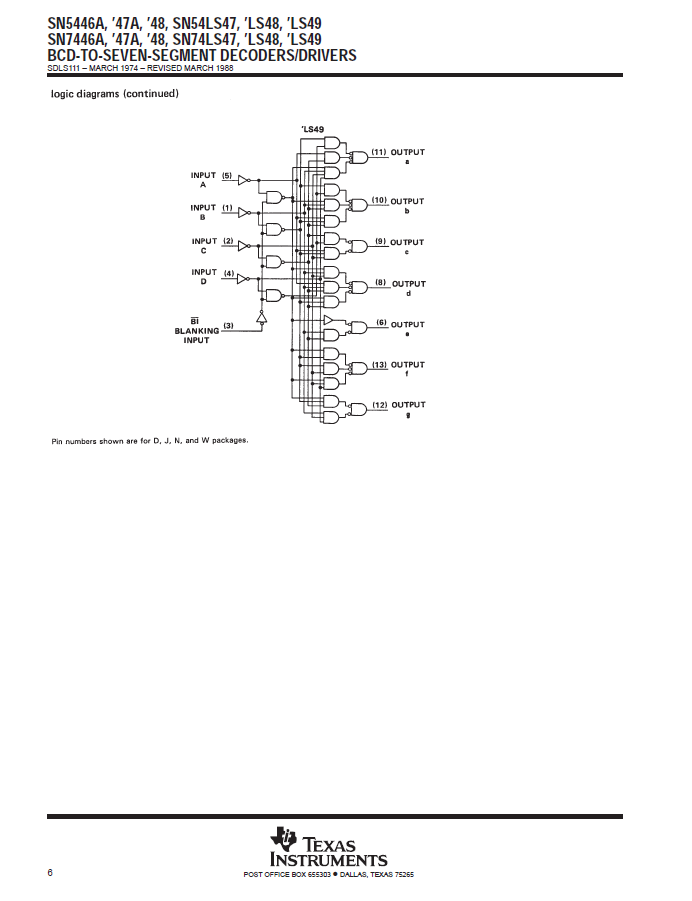 SN5446A, '47A, '48, SN54LS47, 'LS48, 'LS49
SN7446A, '47A, '48, SN74LS47, 'LS48, 'LS49
BCD-TO-SEVEN-SEGMENT DECODERS/DRIVERS
SDLS111 – MARCH 1974 – REVISED MARCH 1988
logic diagrams (continued)
'LS49
(11) OUTPUT
a
INPUT (5)
A
(10) OUTPUT
b
INPUT (1)
B
(9) OUTPUT
c
INPUT (2)
C
(8) OUTPUT
d
INPUT (4)
D
(6) OUTPUT
e
BI
BLANKING (3)
INPUT
(13) OUTPUT
f
(12) OUTPUT
g
Pin numbers shown are for D, J, N, and W packages.
TEXAS
INSTRUMENTS
6
POST OFFICE BOX 655303 ● DALLAS, TEXAS 75265